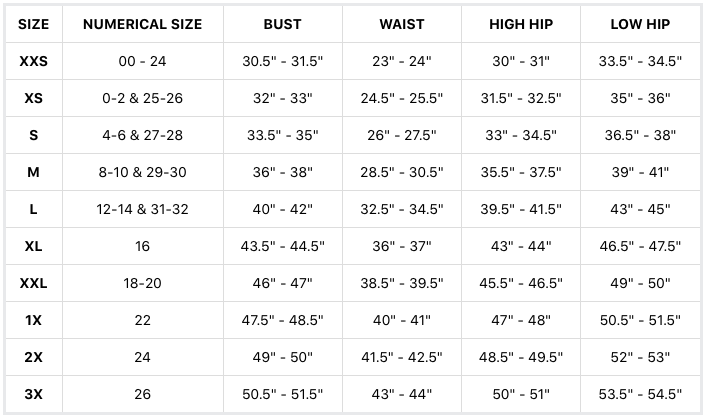 SIZE NUMERICAL SIZE BUST WAIST HIGH HIP LOW HIP
XXS 00 - 24 30.5" - 31.5" 23" - 24" 30" - 31" 33.5" - 34.5"
XS 0-2 & 25-26 32" - 33" 24.5" - 25.5" 31.5" - 32.5" 35" - 36"
S 4-6 & 27-28 33.5" - 35" 26" - 27.5" 33" - 34.5" 36.5" - 38"
M 8-10 & 29-30 36" - 38" 28.5" - 30.5" 35.5" - 37.5" 39" - 41"
L 12-14 & 31-32 40" - 42" 32.5" - 34.5" 39.5" - 41.5" 43" - 45"
XL 16 43.5" - 44.5" 36" - 37" 43" - 44" 46.5" - 47.5"
XXL 18-20 46" - 47" 38.5" - 39.5" 45.5" - 46.5" 49" - 50"
1X 22 47.5" - 48.5" 40" - 41" 47" - 48" 50.5" - 51.5"
2X 24 49" - 50" 41.5" - 42.5" 48.5" - 49.5" 52" - 53"
3X 26 50.5" - 51.5" 43" - 44" 50" - 51" 53.5" - 54.5"